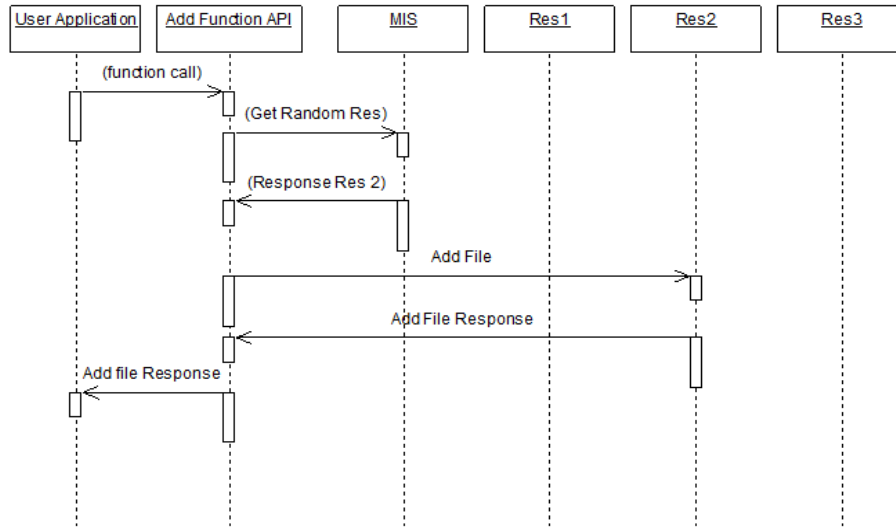 User Application Add Function API MIS Res1 Res2 Res3
(function call)
(Get Random Res)
(Response Res 2)
Add File
Add File Response
Add file Response